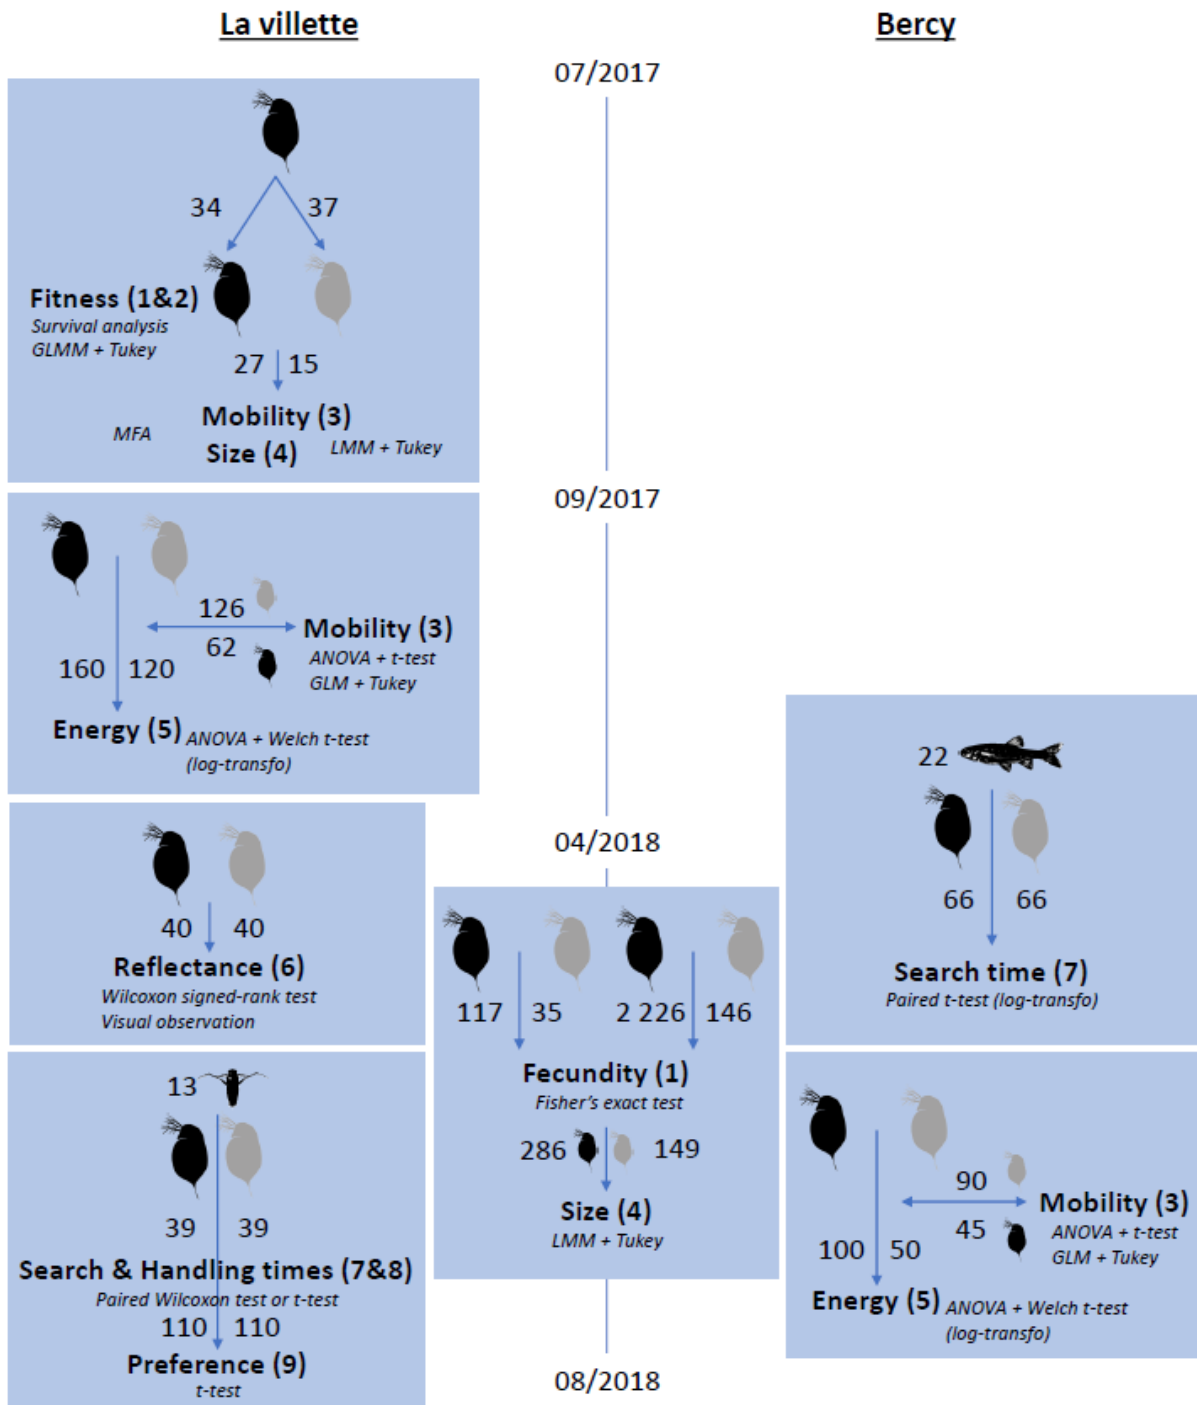 La villette
Bercy
07/2017
34 37
Fitness (1&2)
Survival analysis
GLMM + Tukey
27 15
Mobility (3)
MFA
Size (4)
LMM + Tukey
09/2017
126
62
Mobility (3)
ANOVA + t-test
GLM + Tukey
160 120
Energy (5)
ANOVA + Welch t-test
(log-transfo)
22
66 66
Search time (7)
Paired t-test (log-transfo)
04/2018
40 40
Reflectance (6)
Wilcoxon signed-rank test
Visual observation
117 35 2 226 146
Fecundity (1)
Fisher's exact test
286 149
Size (4)
LMM + Tukey
13
39 39
Search & Handling times (7&8)
Paired Wilcoxon test or t-test
110 110
Preference (9)
t-test
90
45
Mobility (3)
ANOVA + t-test
GLM + Tukey
100 50
Energy (5)
ANOVA + Welch t-test
(log-transfo)
08/2018